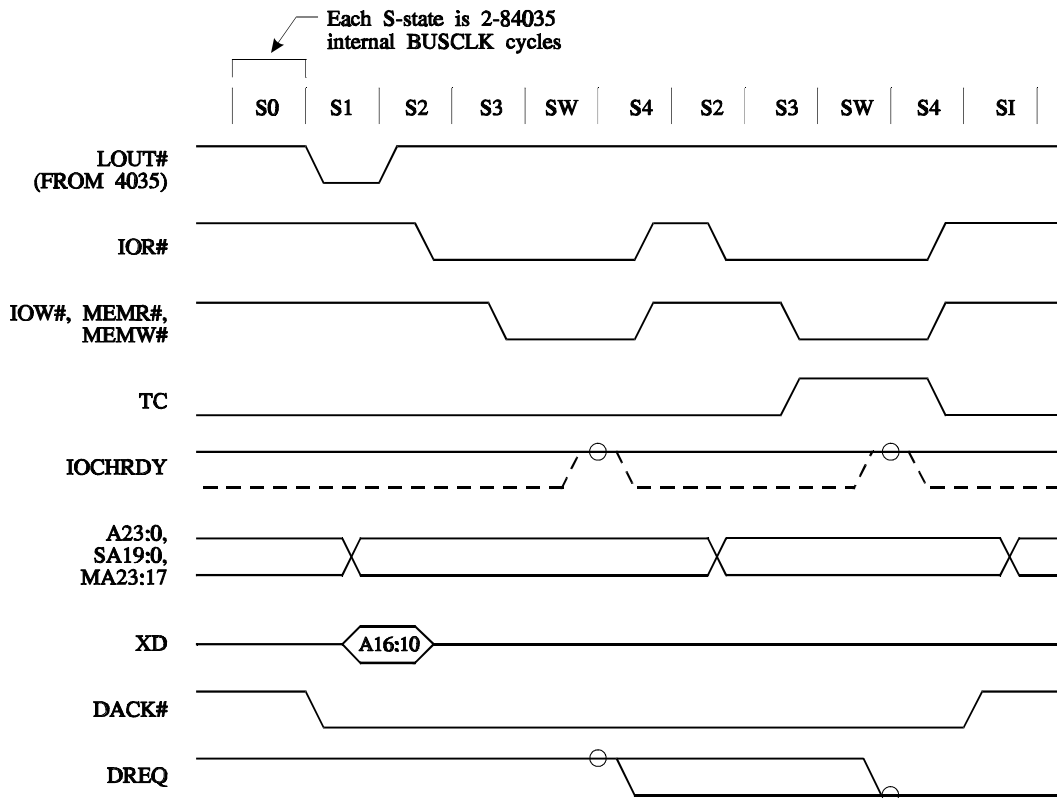 Each S-state is 2-84035
internal BUSCLK cycles
S0 S1 S2 S3 SW S4 S2 S3 SW S4 SI
LOUT#
(FROM 4035)
IOR#
IOW#, MEMR#,
MEMW#
TC
IOCHRDY
A23:0,
SA19:0,
MA23:17
XD
A16:10
DACK#
DREQ